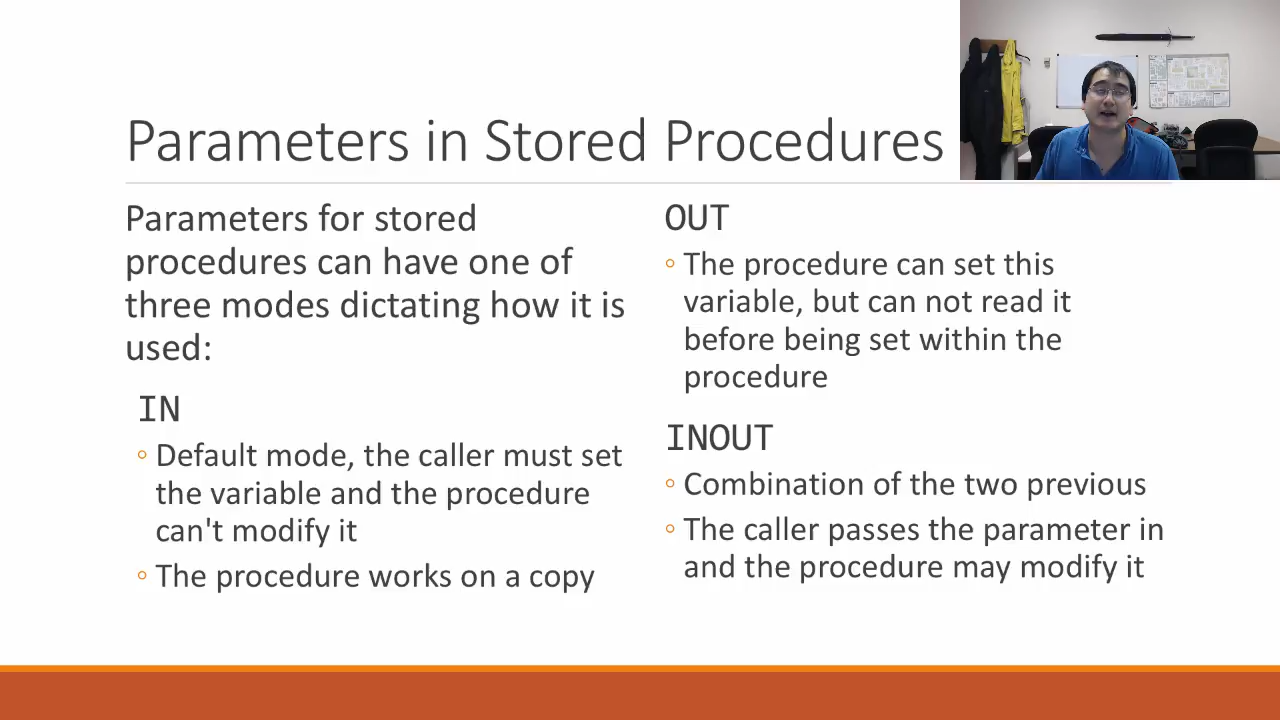 Parameters in Stored Procedures
Parameters for stored
procedures can have one of
three modes dictating how it is
used:
IN
◦ Default mode, the caller must set
the variable and the procedure
can't modify it
◦ The procedure works on a copy
OUT
◦ The procedure can set this
variable, but can not read it
before being set within the
procedure
INOUT
◦ Combination of the two previous
◦ The caller passes the parameter in
and the procedure may modify it